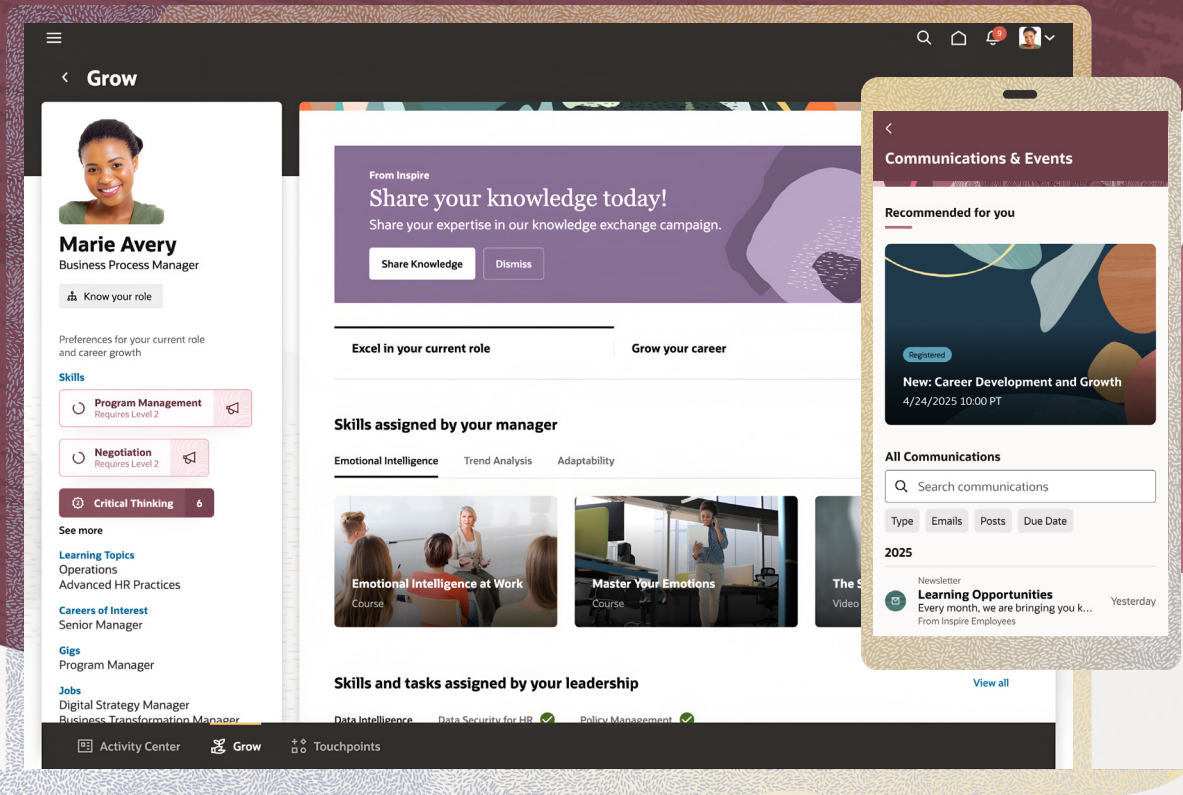 9
Grow
Marie Avery
Business Process Manager
Know your role
Preferences for your current role
and career growth
Skills
Program Management
Requires Level 2
Negotiation
Requires Level 2
Critical Thinking 6
See more
Learning Topics
Operations
Advanced HR Practices
Careers of Interest
Senior Manager
Gigs
Program Manager
Jobs
Digital Strategy Manager
Business Transformation Manager
From Inspire
Share your knowledge today!
Share your expertise in our knowledge exchange campaign.
Share Knowledge Dismiss
Excel in your current role Grow your career
Skills assigned by your manager
Emotional Intelligence Trend Analysis Adaptability
Emotional Intelligence at Work
Course
Master Your Emotions
Course
The
Video
Skills and tasks assigned by your leadership View all
Data Intelligence Data Security for HR Policy Management
Activity Center Grow Touchpoints
Communications & Events
Recommended for you
Registered
New: Career Development and Growth
4/24/2025 10:00 PT
All Communications
Search communications
Type Emails Posts Due Date
2025
Newsletter
Learning Opportunities
Every month, we are bringing you k...
From Inspire Employees
Yesterday